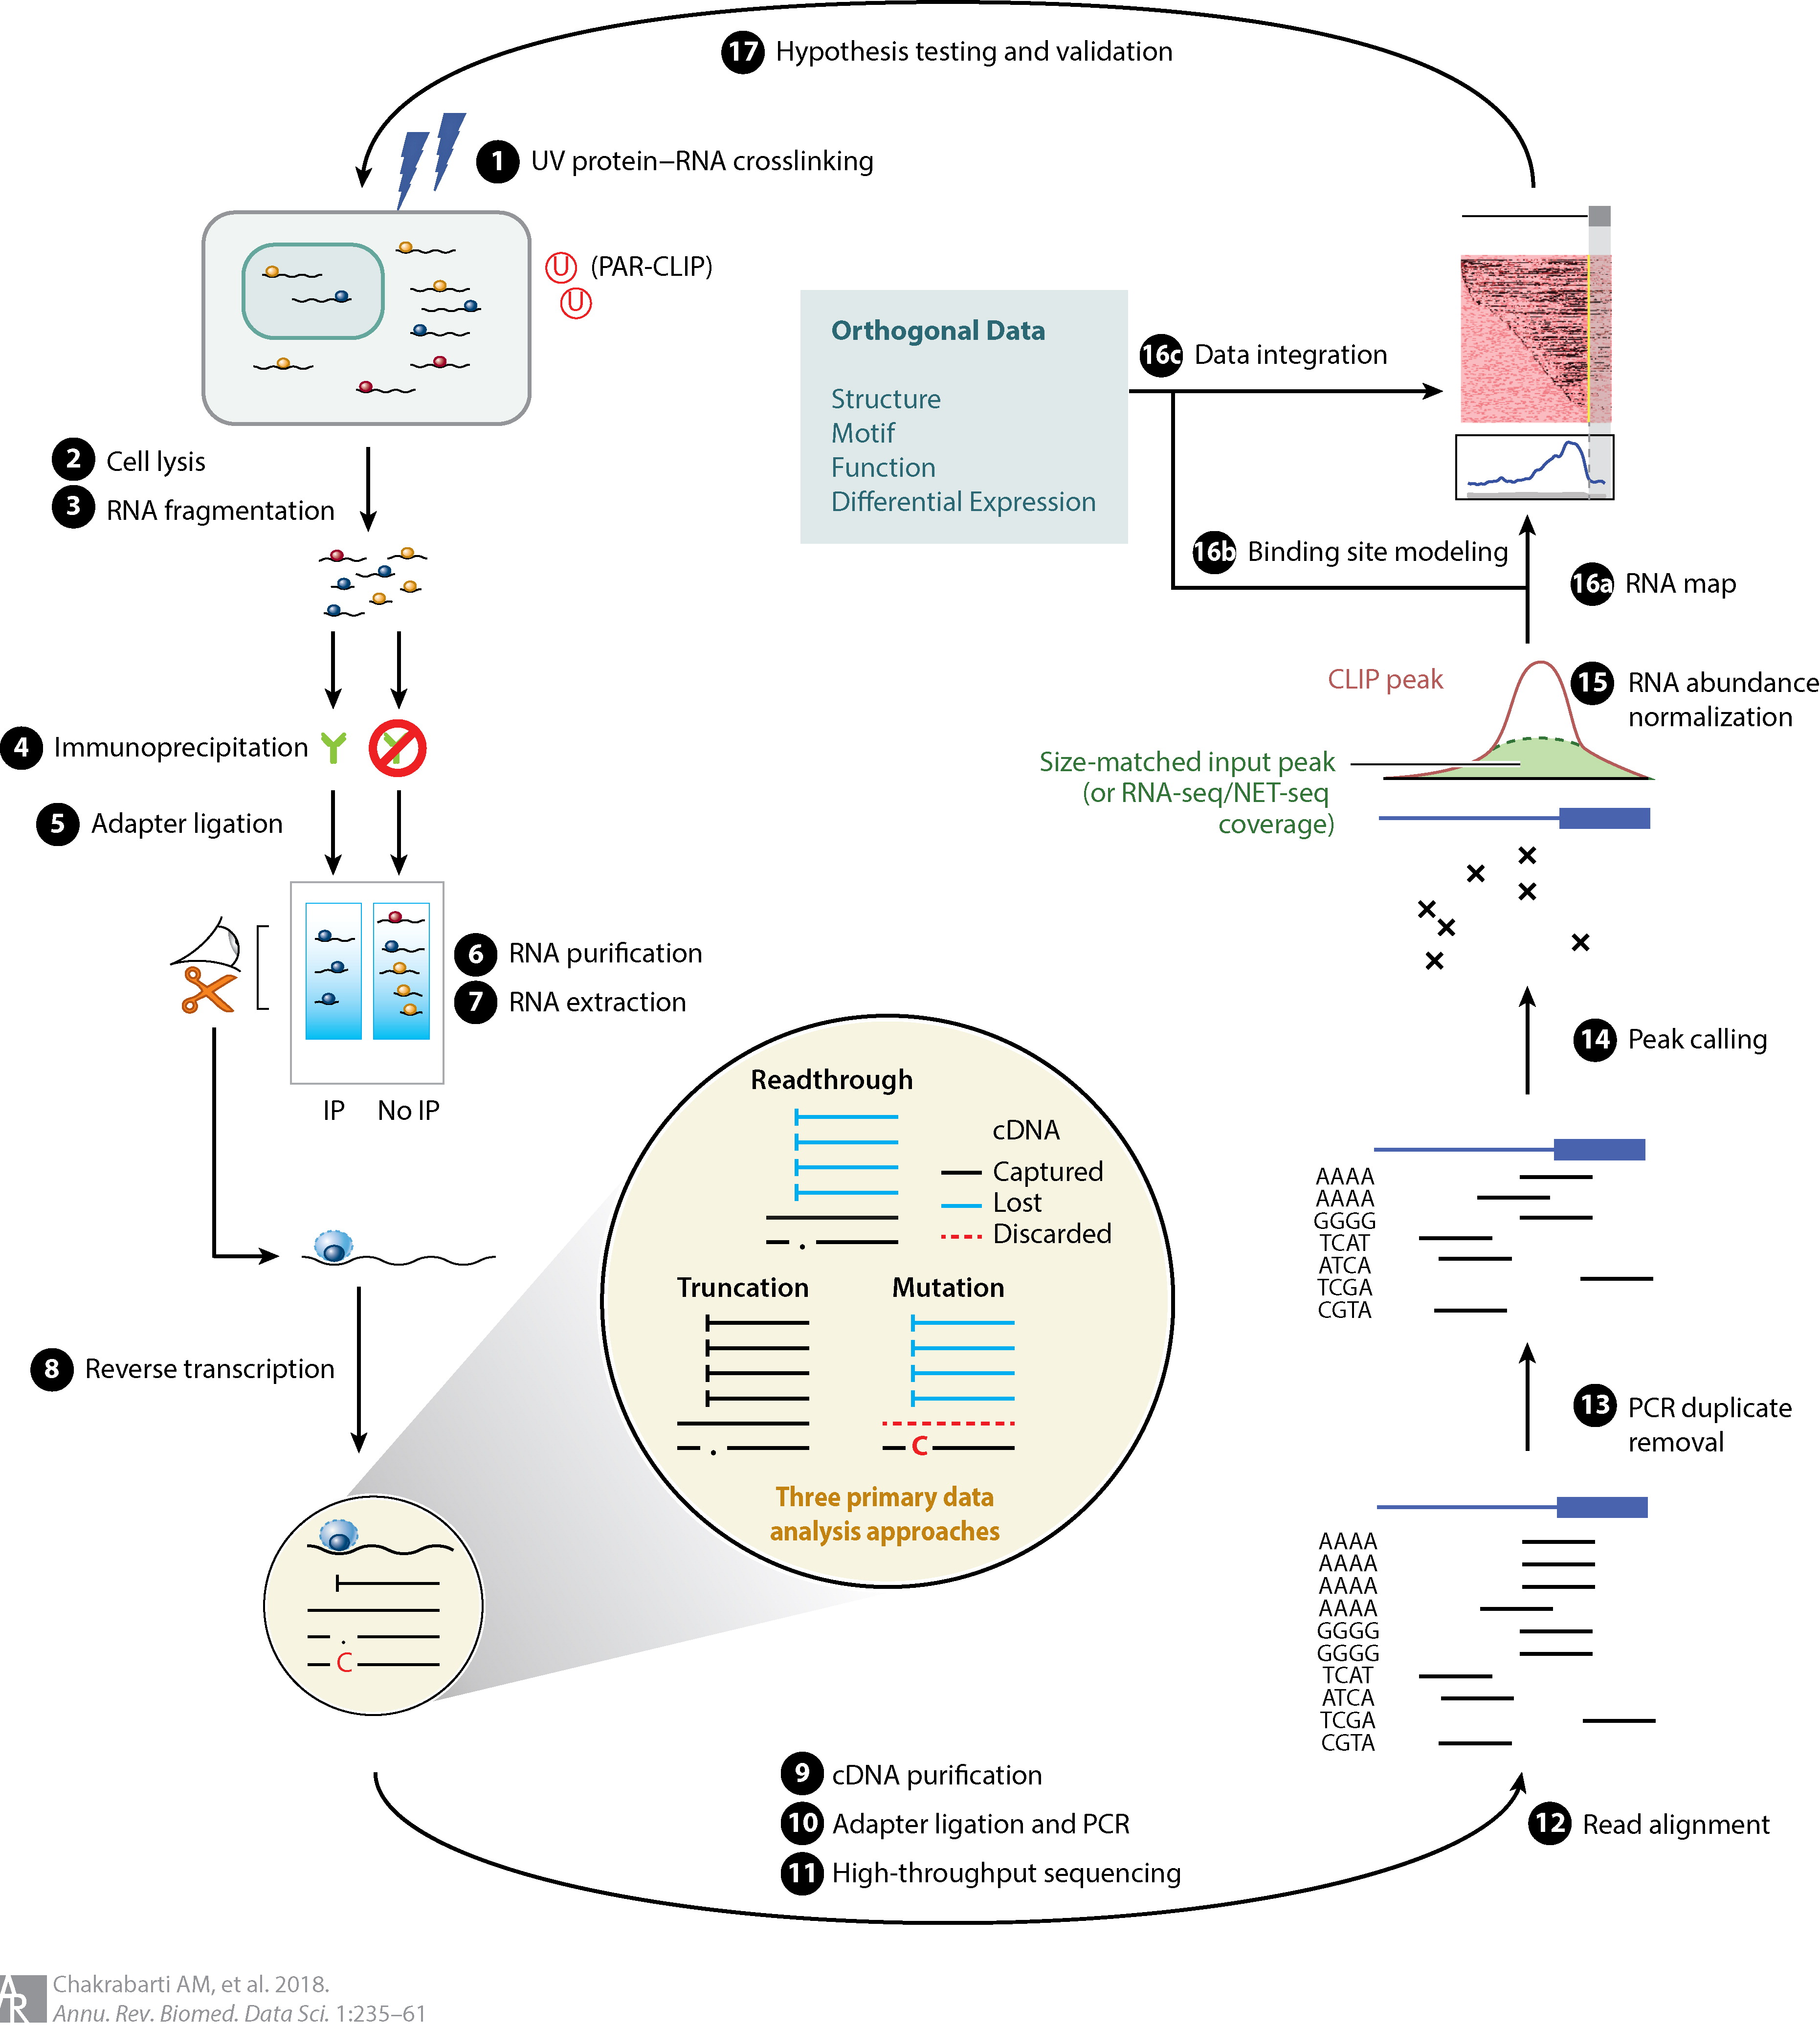 17 Hypothesis testing and validation
1 UV protein–RNA crosslinking
U (PAR-CLIP)
U
2 Cell lysis
3 RNA fragmentation
4 Immunoprecipitation
Y Y
5 Adapter ligation
6 RNA purification
7 RNA extraction
IP No IP
8 Reverse transcription
C
Readthrough
cDNA
Captured
Lost
Discarded
Truncation
Mutation
C
Three primary data
analysis approaches
9 cDNA purification
10 Adapter ligation and PCR
11 High-throughput sequencing
12 Read alignment
AAAA
AAAA
AAAA
AAAA
GGGG
GGGG
TCAT
ATCA
TCGA
CGTA
13 PCR duplicate
removal
AAAA
AAAA
GGGG
TCAT
ATCA
TCGA
CGTA
14 Peak calling
CLIP peak
15 RNA abundance
normalization
Size-matched input peak
(or RNA-seq/NET-seq
coverage)
16a RNA map
16b Binding site modeling
16c Data integration
Orthogonal Data
Structure
Motif
Function
Differential Expression
AR
Chakrabarti AM, et al. 2018.
Annu. Rev. Biomed. Data Sci. 1:235–61